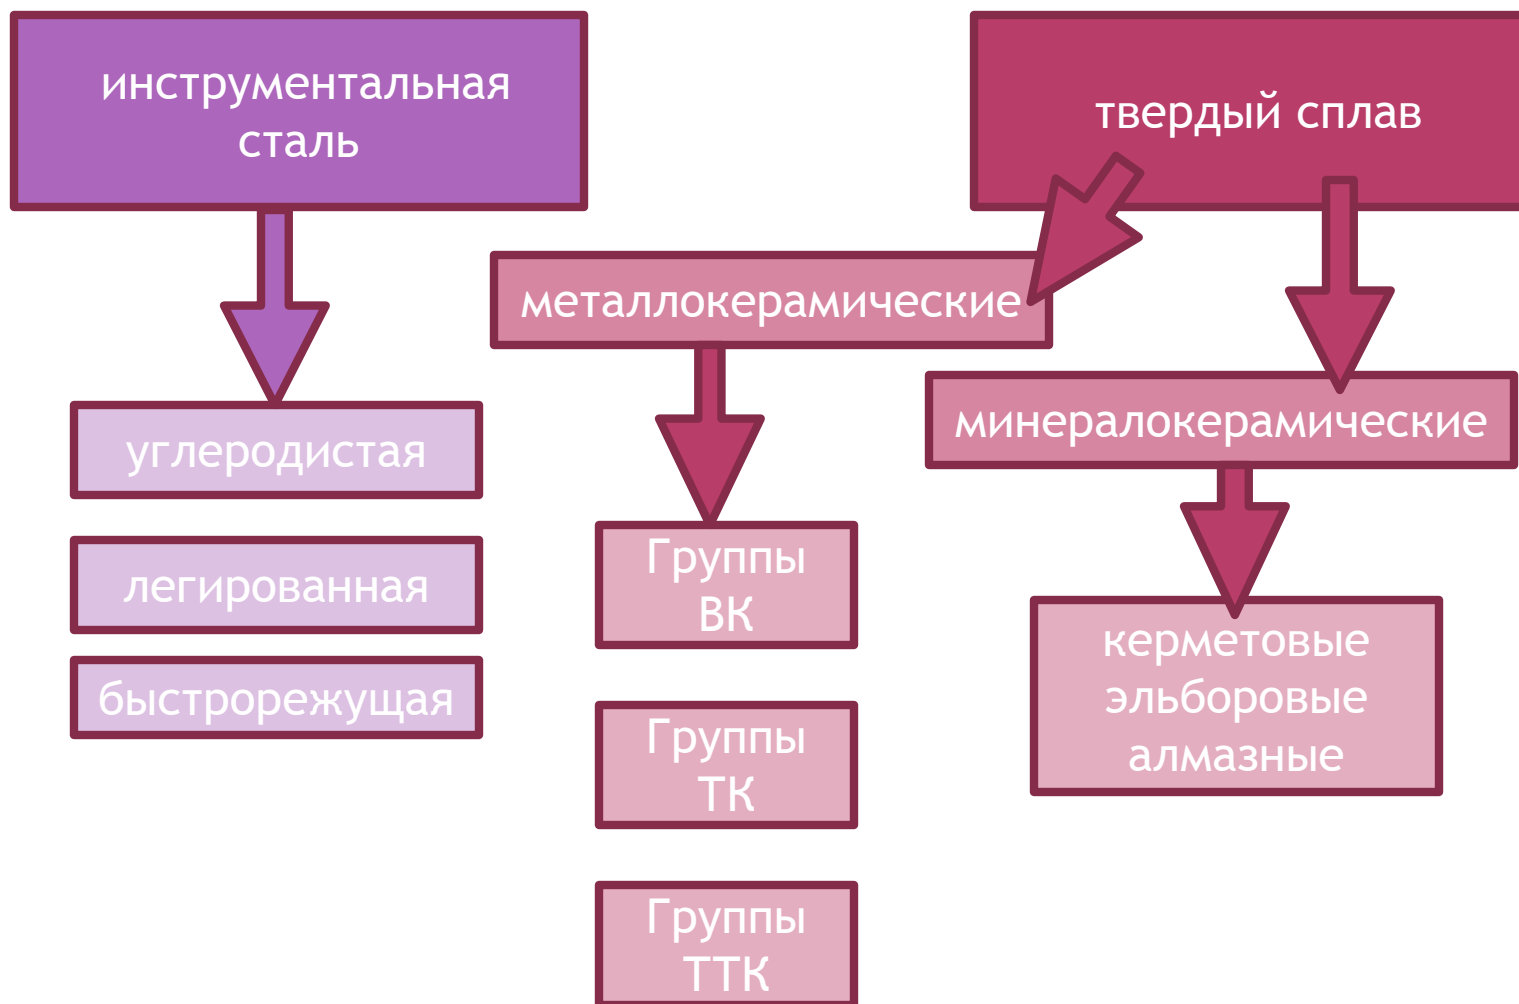 инструментальная
сталь
твердый сплав
металлокерамические
минералокерамические
углеродистая
легированная
быстрорежущая
Группы
ВК
Группы
ТК
Группы
ТТК
керметовые
эльборовые
алмазные